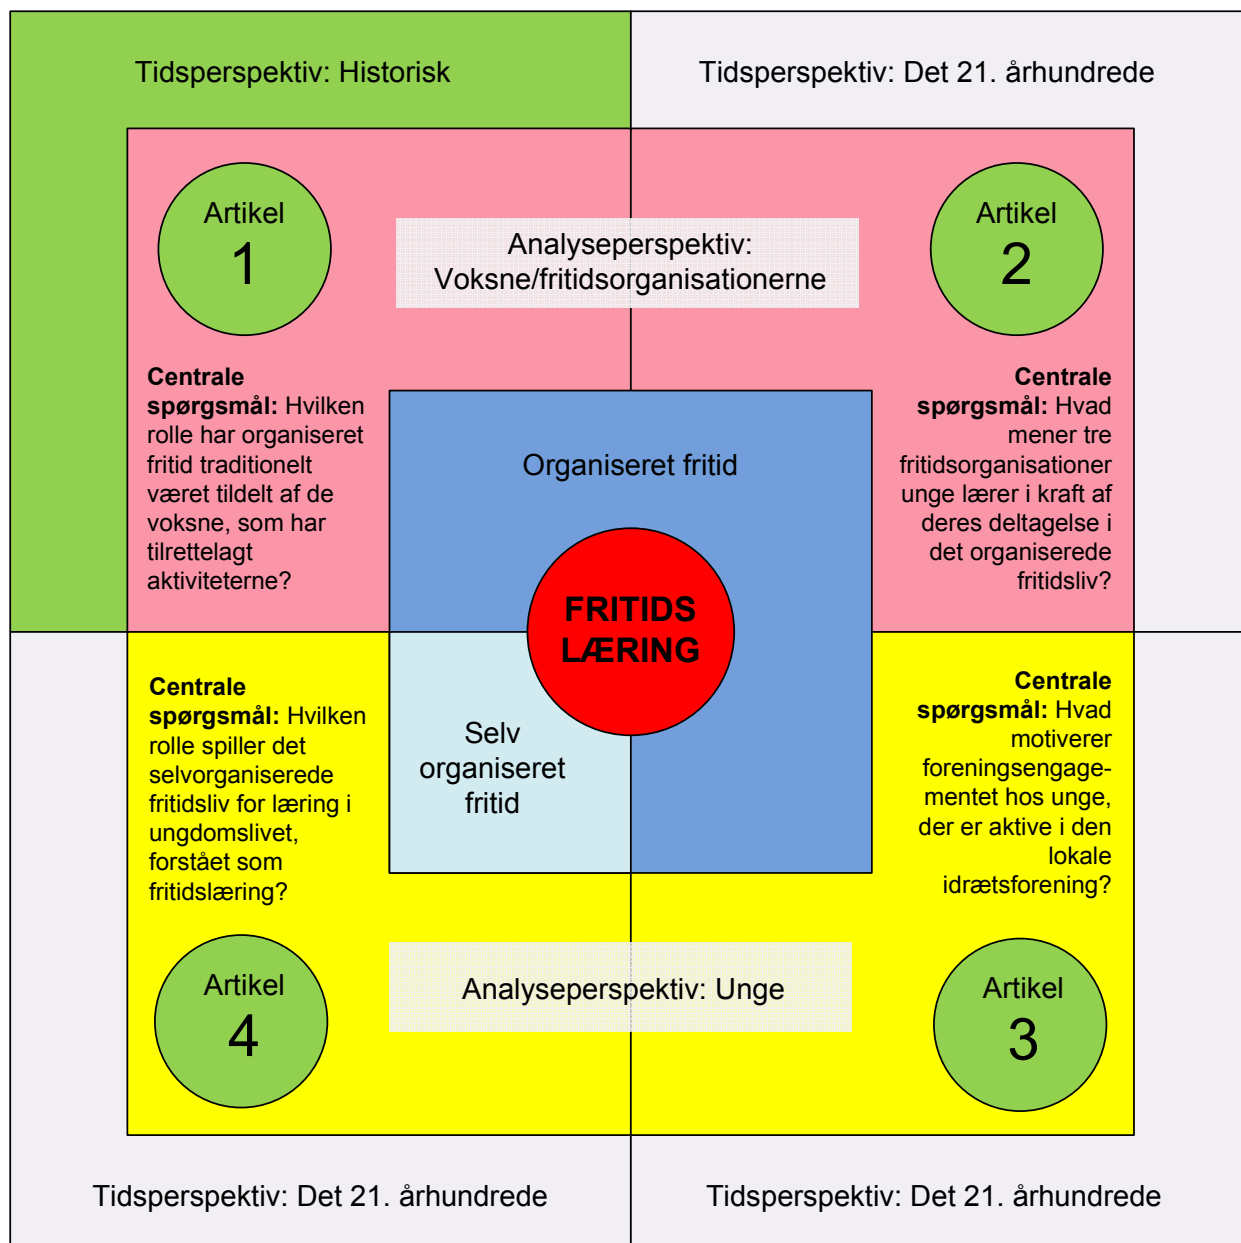 Tidsperspektiv: Historisk
Tidsperspektiv: Det 21. århundrede
Artikel
1
Analyseperspektiv:
Voksne/fritidsorganisationerne
Artikel
2
Centrale
spørgsmål: Hvilken
rolle har organiseret
fritid traditionelt
været tildelt af de
voksne, som har
tilrettelagt
aktiviteterne?
Organiseret fritid
Centrale
spørgsmål: Hvad
mener tre
fritidsorganisationer
unge lærer i kraft af
deres deltagelse i
det organiserede
fritidsliv?
FRITIDS
LÆRING
Centrale
spørgsmål: Hvilken
rolle spiller det
selvorganiserede
fritidsliv for læring i
ungdomslivet,
forstået som
fritidslæring?
Selv
organiseret
fritid
Centrale
spørgsmål: Hvad
motiverer
foreningsengage-
mentet hos unge,
der er aktive i den
lokale
idrætsforening?
Artikel
4
Analyseperspektiv: Unge
Artikel
3
Tidsperspektiv: Det 21. århundrede
Tidsperspektiv: Det 21. århundrede